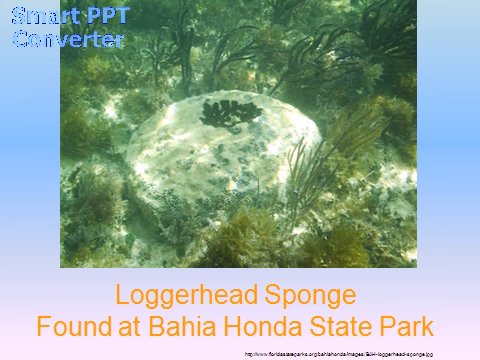 Smart PPT
Converter
Loggerhead Sponge
Found at Bahia Honda State Park
http://www.floridastateparks.org/bahiahonda/images/BAH-loggerhead-sponge.jpg